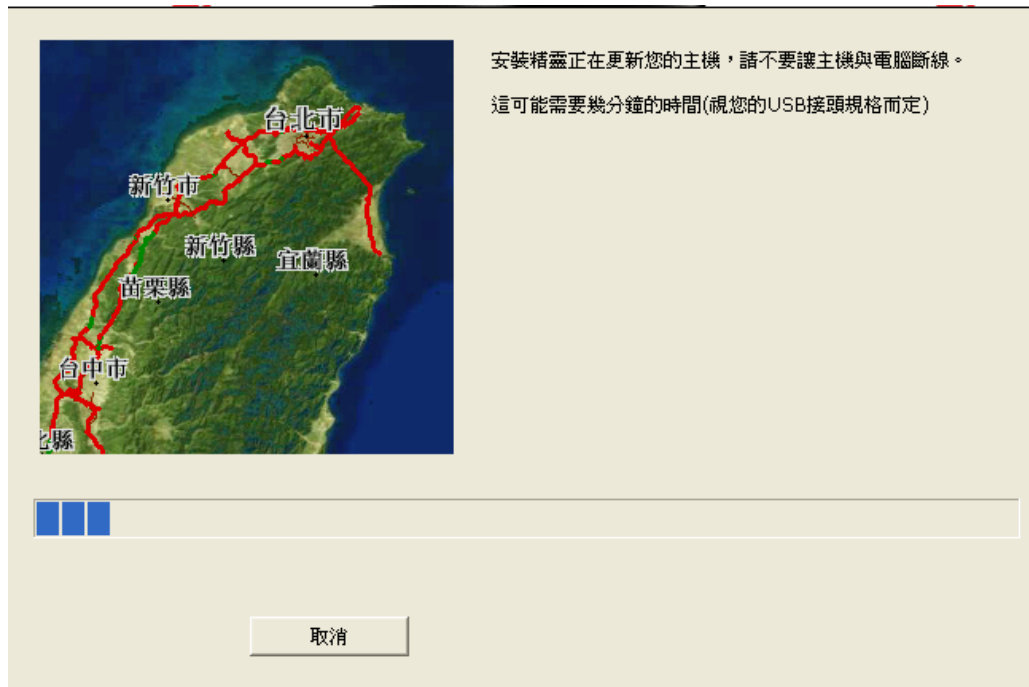 安裝精靈正在更新您的主機，請不要讓主機與電腦斷線。
這可能需要幾分鐘的時間(視您的USB接頭規格而定)
台北市
新竹市
新竹縣
宜蘭縣
苗栗縣
台中市
縣
取消